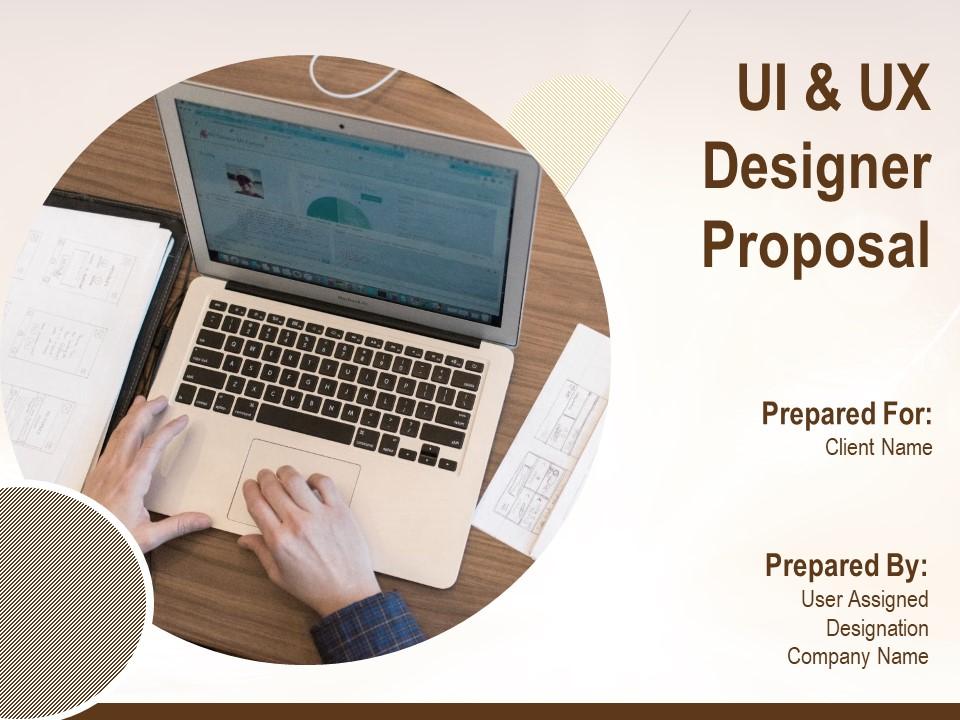 UI & UX
Designer
Proposal
Prepared For:
Client Name
Prepared By:
User Assigned
Designation
Company Name